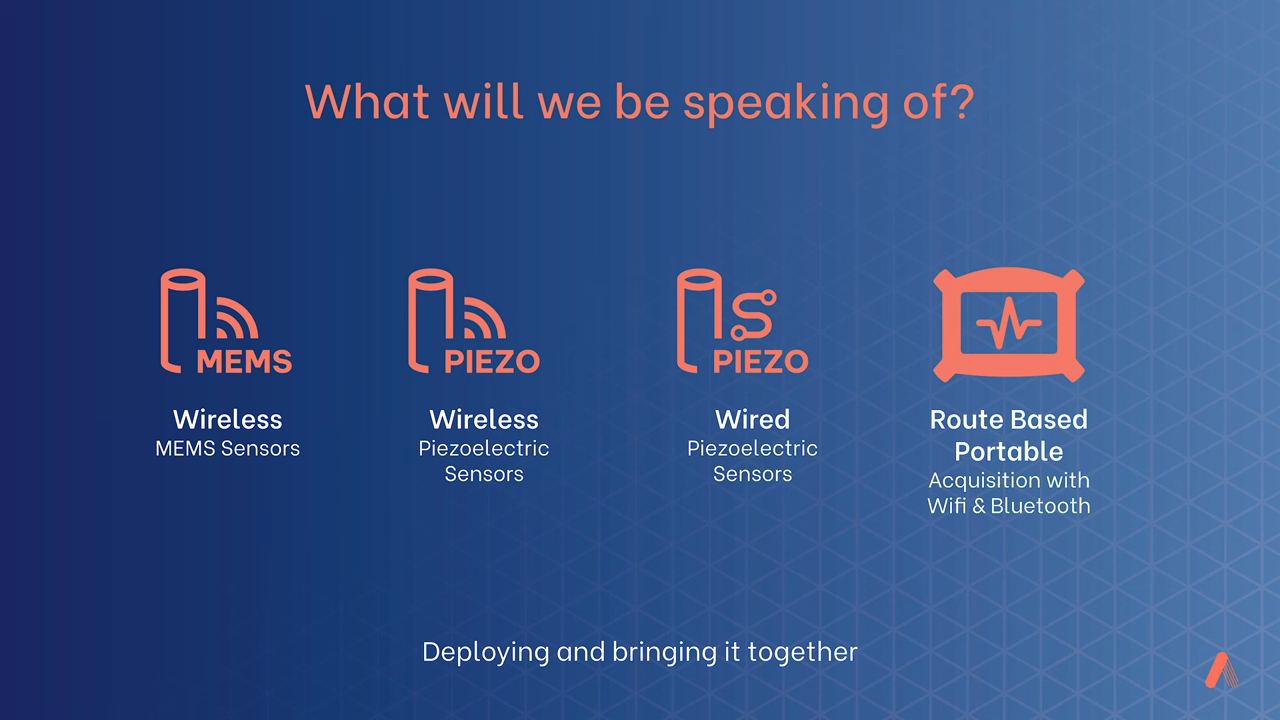 What will we be speaking of?
MEMS
PIEZO
PIEZO
Wireless
MEMS Sensors
Wireless
Piezoelectric
Sensors
Wired
Piezoelectric
Sensors
Route Based
Portable
Acquisition with
Wifi & Bluetooth
Deploying and bringing it together